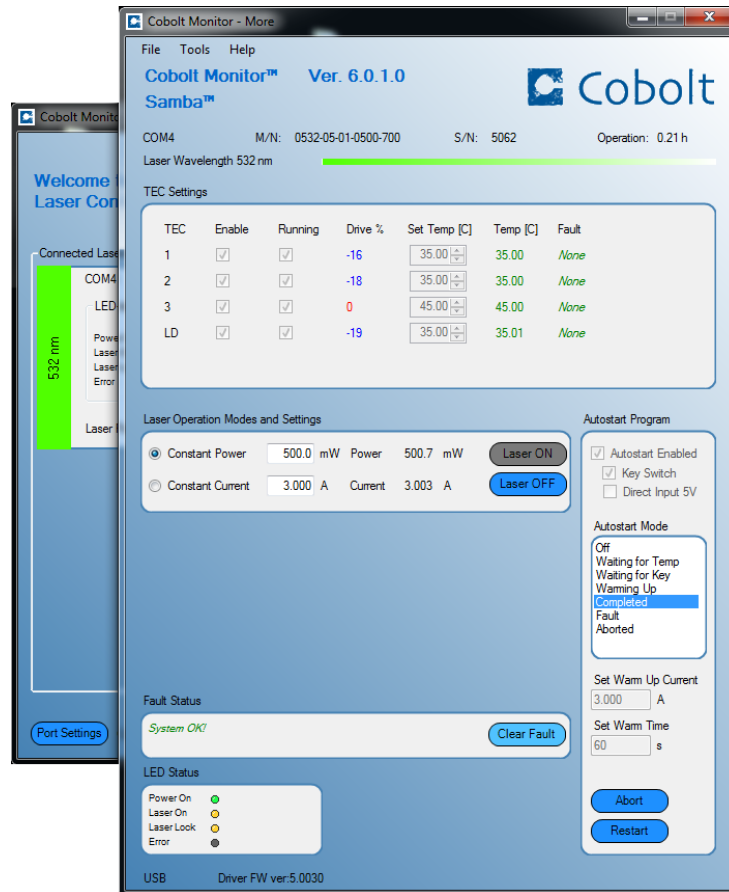 Cobolt Monitor - More
File Tools Help
Cobolt Monitor™ Ver. 6.0.1.0
Samba™
Cobolt
COM4 M/N: 0532-05-01-0500-700 S/N: 5062 Operation: 0.21 h
Laser Wavelength 532 nm
TEC Settings
TEC Enable Running Drive % Set Temp [C] Temp [C] Fault
1 -16 35.00 35.00 None
2 -18 35.00 35.00 None
3 0 45.00 45.00 None
LD -19 35.00 35.01 None
Laser Operation Modes and Settings
Constant Power 500.0 mW Power 500.7 mW Laser ON
Constant Current 3.000 A Current 3.003 A Laser OFF
Autostart Program
Autostart Enabled
Key Switch
Direct Input 5V
Autostart Mode
Off
Waiting for Temp
Waiting for Key
Warming Up
Completed
Fault
Aborted
Set Warm Up Current
3.000 A
Set Warm Time
60 s
Abort
Restart
Fault Status
System OK!
Clear Fault
LED Status
Power On
Laser On
Laser Look
Error
USB Driver FW ver:5.0030
Cobolt
Welcome
Laser
Connected
COM4
LED
532 nm
Power
Laser
Laser
Error
Laser
Port Settings